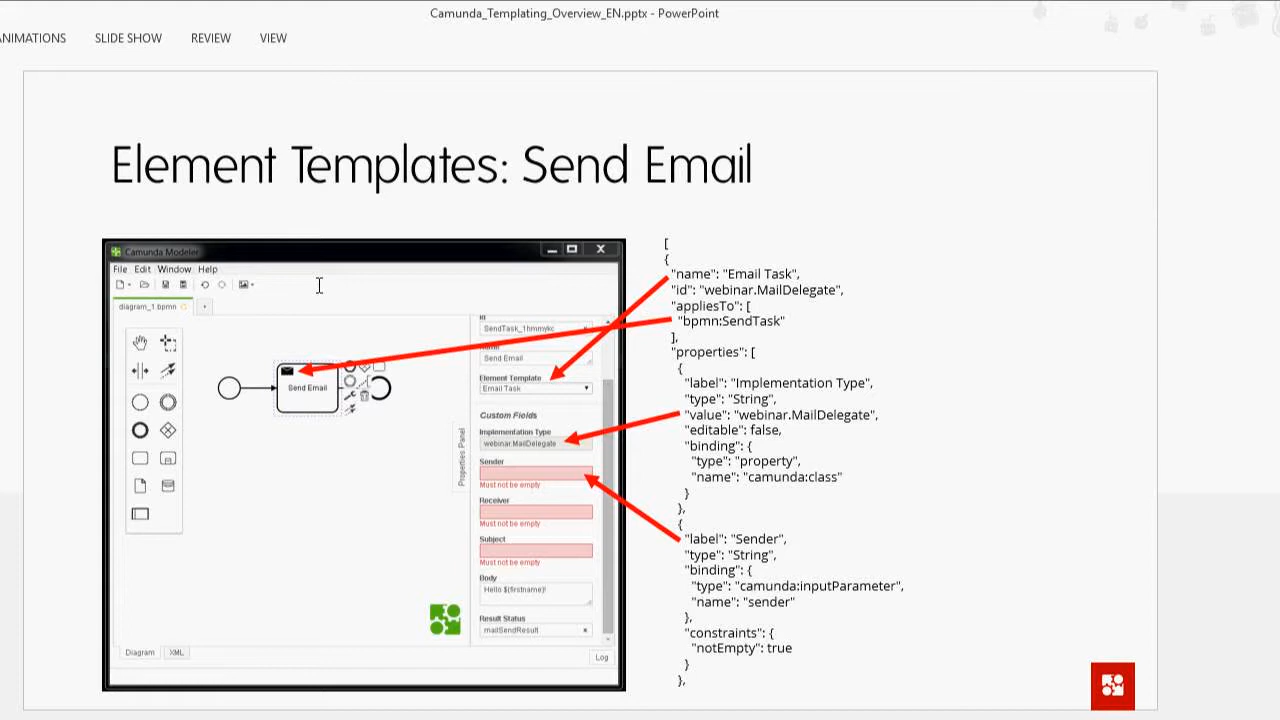 Camunda_Templating_Overview_EN.pptx - PowerPoint
ANIMATIONS SLIDE SHOW REVIEW VIEW
Element Templates: Send Email
Camunda Modeler
File Edit Window Help
diagram_1.bpmn
Send Email
Id
SendTask_1hmmykc
Name
Send Email
Element Template
Email Task
Custom Fields
Implementation Type
webinar.MailDelegate
Sender
Must not be empty
Receiver
Must not be empty
Subject
Must not be empty
Body
Hello ${firstname}!
Result Status
mailSendResult
Properties Panel
Diagram XML
Log
[
{
"name": "Email Task",
"id": "webinar.MailDelegate",
"appliesTo": [
"bpmn:SendTask"
],
"properties": [
{
"label": "Implementation Type",
"type": "String",
"value": "webinar.MailDelegate",
"editable": false,
"binding": {
"type": "property",
"name": "camunda:class"
}
},
{
"label": "Sender",
"type": "String",
"binding": {
"type": "camunda:inputParameter",
"name": "sender"
},
"constraints": {
"notEmpty": true
}
},